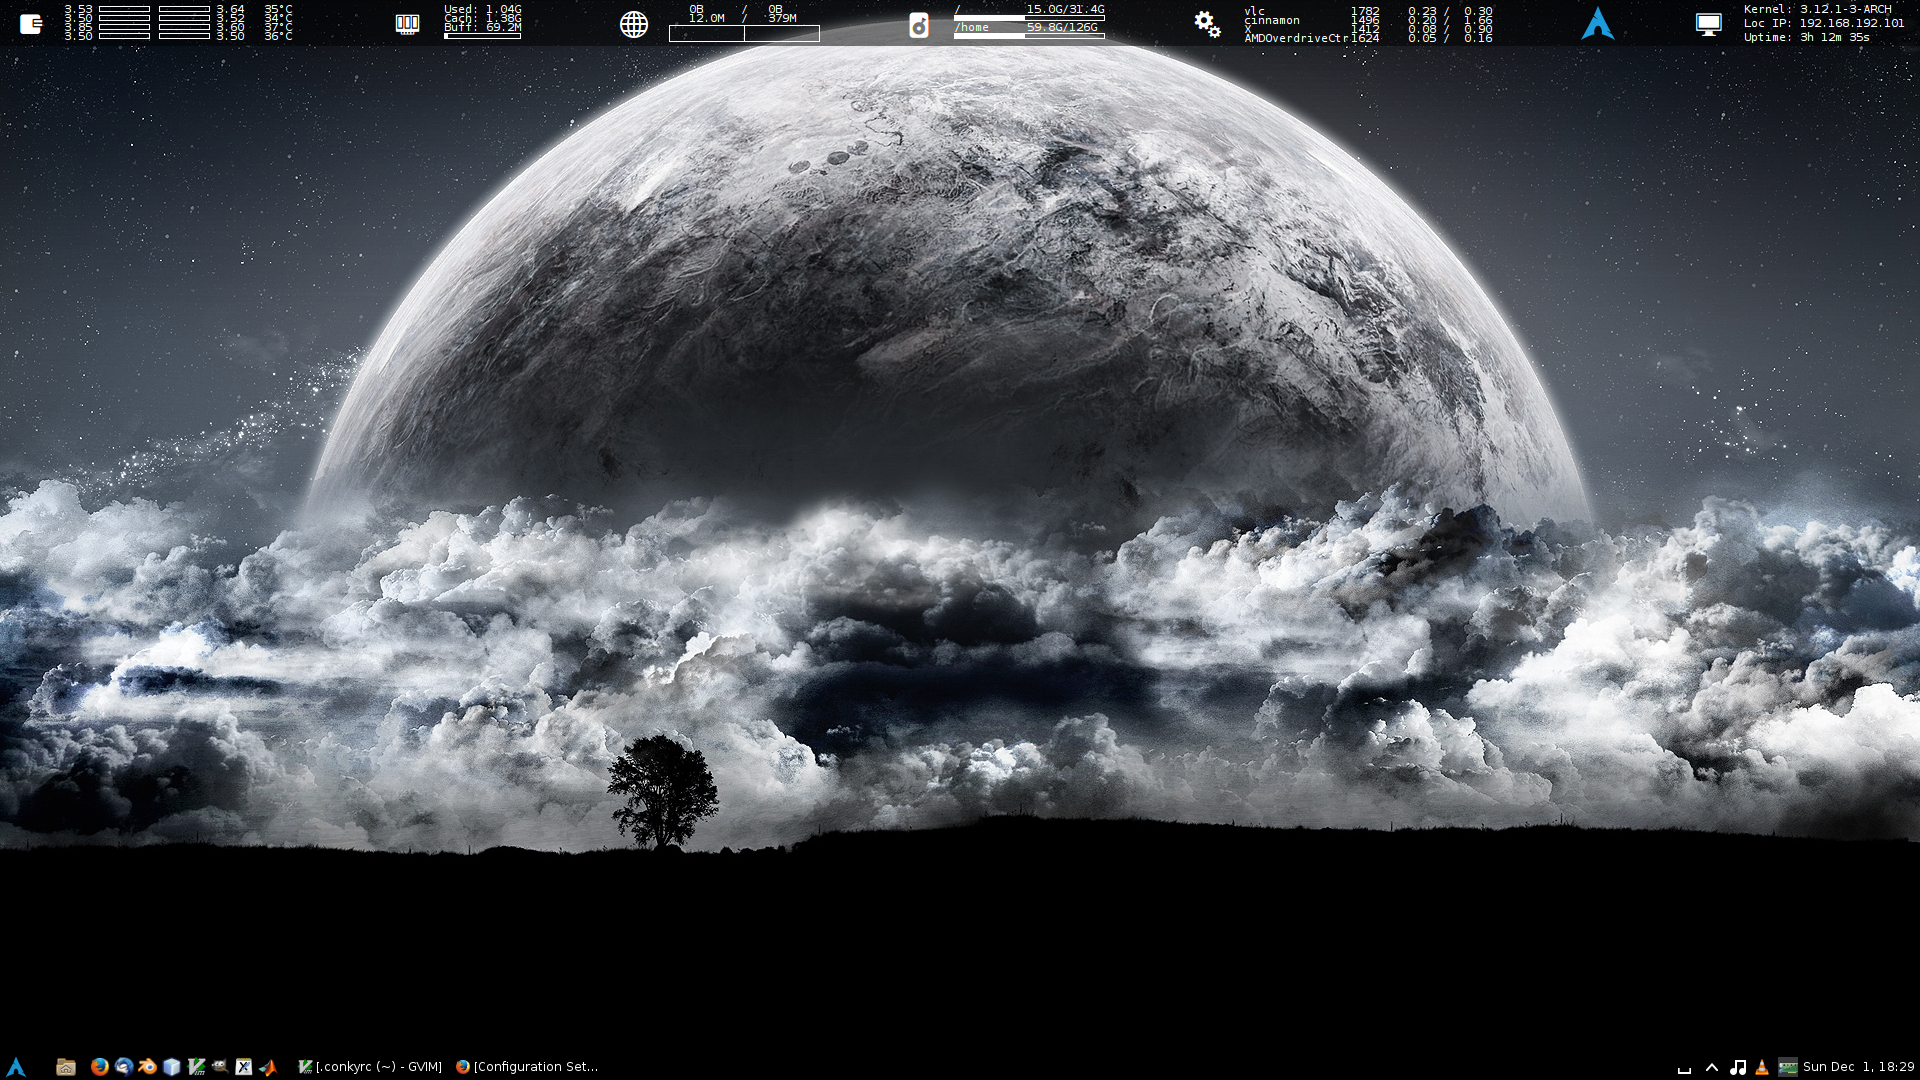 3.53 3.64 35°C
3.50 3.52 34°C
3.85 3.60 37°C
3.50 3.50 36°C
Used: 1.04G
Cach: 1.38G
Buff: 69.2M
0B / 0B
12.0M / 379M
/ 15.0G/31.4G
/home 59.8G/126G
vlc 1782 0.23 / 0.30
cinnamon 1496 0.20 / 1.66
X 1412 0.08 / 0.90
AMDOverdriveCtr 1624 0.05 / 0.16
Kernel: 3.12.1-3-ARCH
Loc IP: 192.168.192.101
Uptime: 3h 12m 35s
[.conkyrc (~) - GVIM]
[Configuration Set...
Sun Dec 1, 18:29